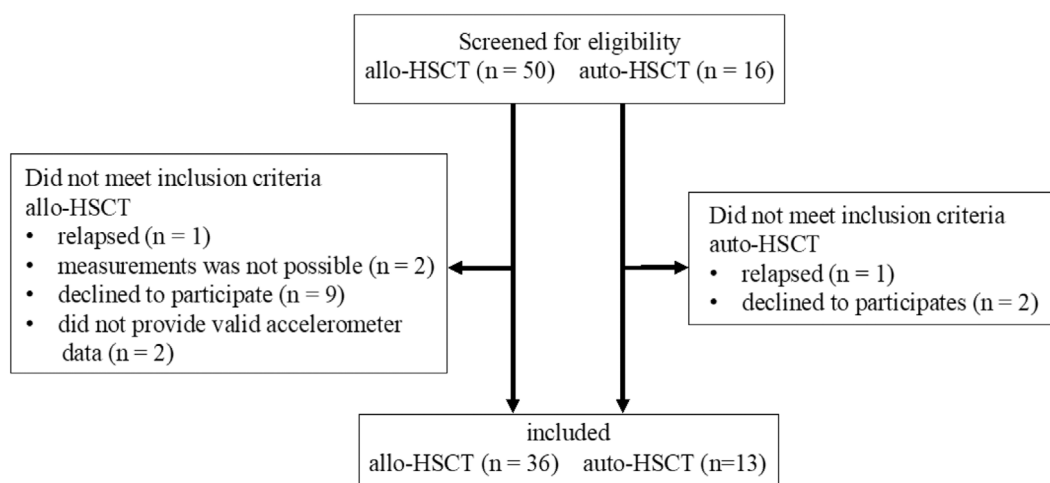 Screened for eligibility
allo-HSCT (n = 50) auto-HSCT (n = 16)
Did not meet inclusion criteria
allo-HSCT
• relapsed (n = 1)
• measurements was not possible (n = 2)
• declined to participate (n = 9)
• did not provide valid accelerometer
data (n = 2)
Did not meet inclusion criteria
auto-HSCT
• relapsed (n = 1)
• declined to participates (n = 2)
included
allo-HSCT (n = 36) auto-HSCT (n=13)